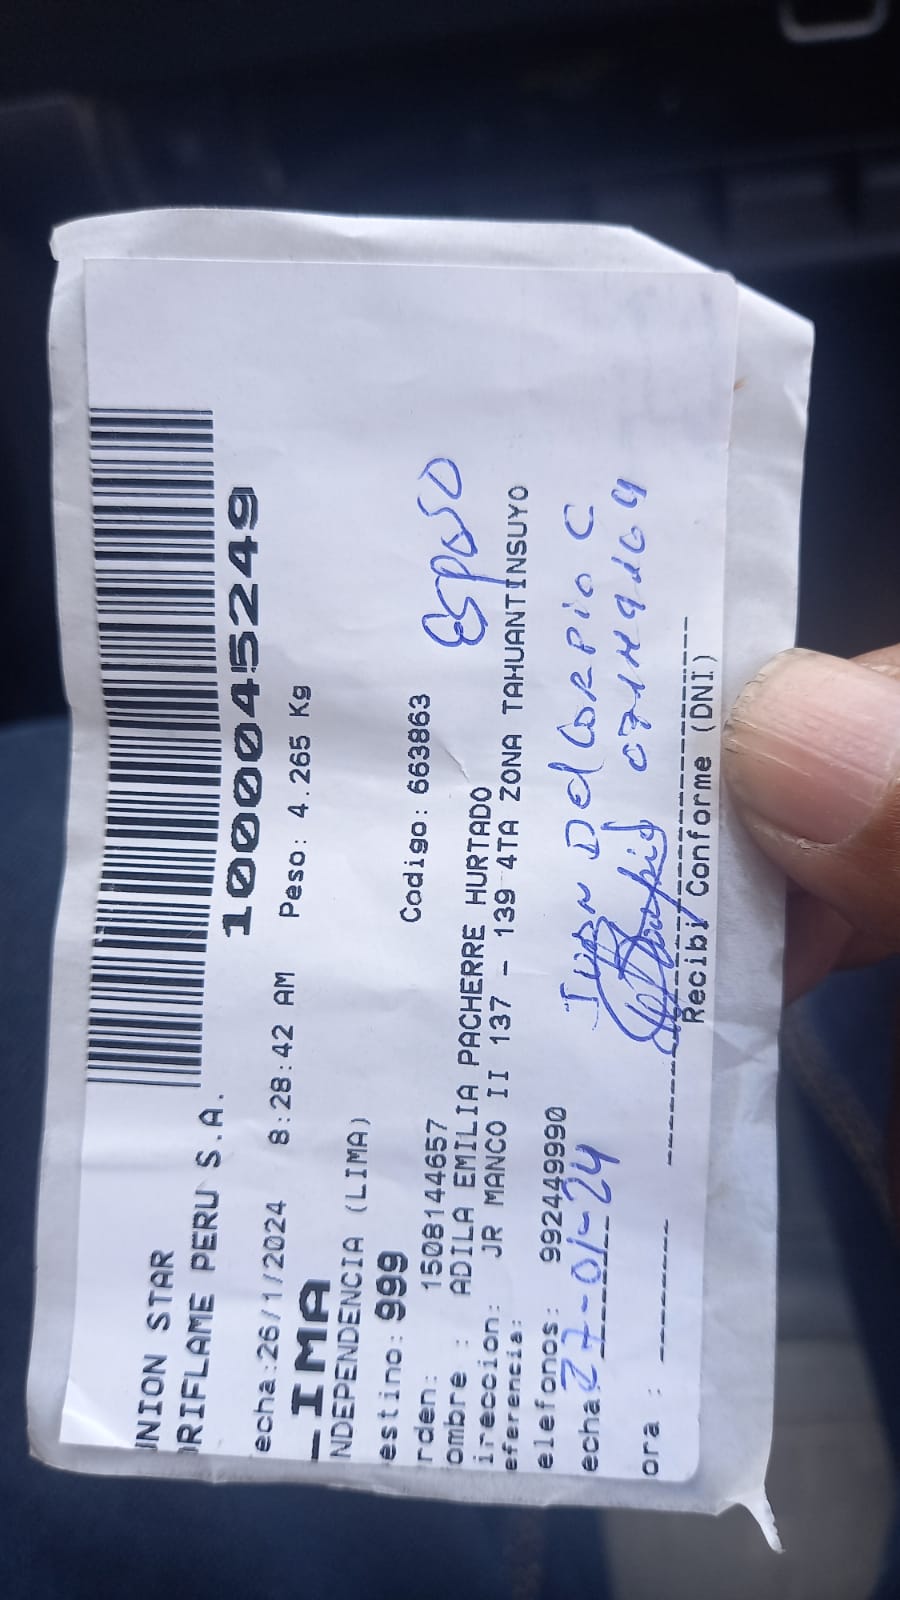 UNION STAR
ORIFLAME PERU S.A.
10000045249
echa:26/1/2024 8:28:42 AM Peso: 4.265 Kg
LIMA
NDEPENDENCIA (LIMA)
estino: 999 Codigo: 663863
rden: 1508144657
ombre : ADILA EMILIA PACHERRE HURTADO esposo
ireccion: JR MANCO II 137 - 139 4TA ZONA TAHUANTINSUYO
eferencia:
elefonos: 992449990
echa 27-01-24 Juan Del Carpio C
ora :
Recibi Conforme (DNI)